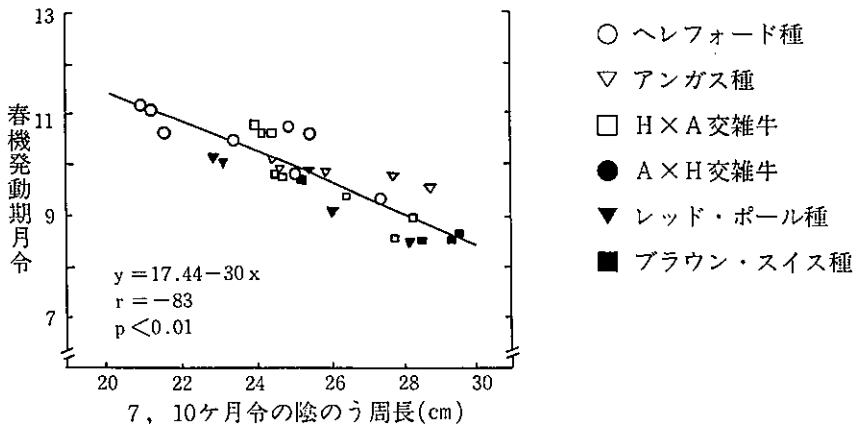 13
11
9
7
春機発動期月令
y＝17.44－30 x
r＝－83
p＜0.01
20 22 24 26 28 30
7，10ケ月令の陰のう周長(cm)
ヘレフォード種
アンガス種
H×A交雑牛
A×H交雑牛
レッド・ポール種
ブラウン・スイス種